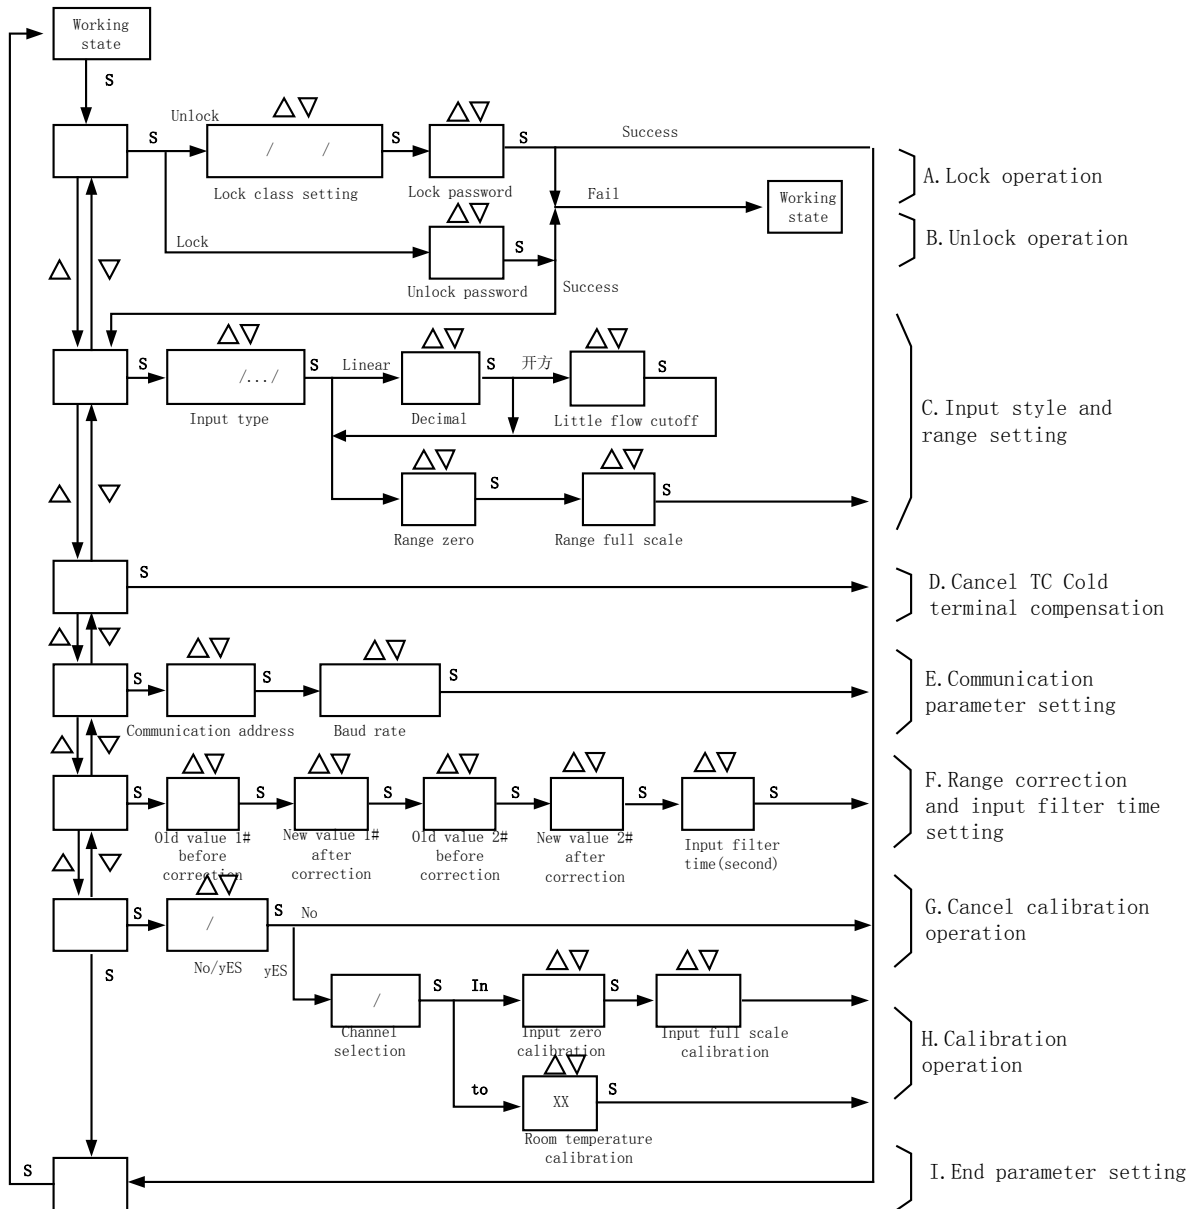 Working
state
S
Unlock
S
/ /
S
S
Success
Lock class setting
Lock password
Fail
Working
state
A.Lock operation
Lock
S
Unlock password
Success
B.Unlock operation
S
/.../
S
Linear
S
开方
S
Input type
Decimal
Little flow cutoff
C.Input style and
range setting
S
S
Range zero
Range full scale
S
D.Cancel TC Cold
terminal compensation
S
S
S
Communication address
Baud rate
E.Communication
parameter setting
S
S
S
S
S
S
Old value 1#
before
correction
New value 1#
after
correction
Old value 2#
before
correction
New value 2#
after
correction
Input filter
time(second)
F.Range correction
and input filter time
setting
S
/
S
No
No/yES
yES
G.Cancel calibration
operation
S
/
S
In
S
Channel
selection
Input zero
calibration
Input full scale
calibration
H.Calibration
operation
to
XX
S
Room temperature
calibration
S
I.End parameter setting